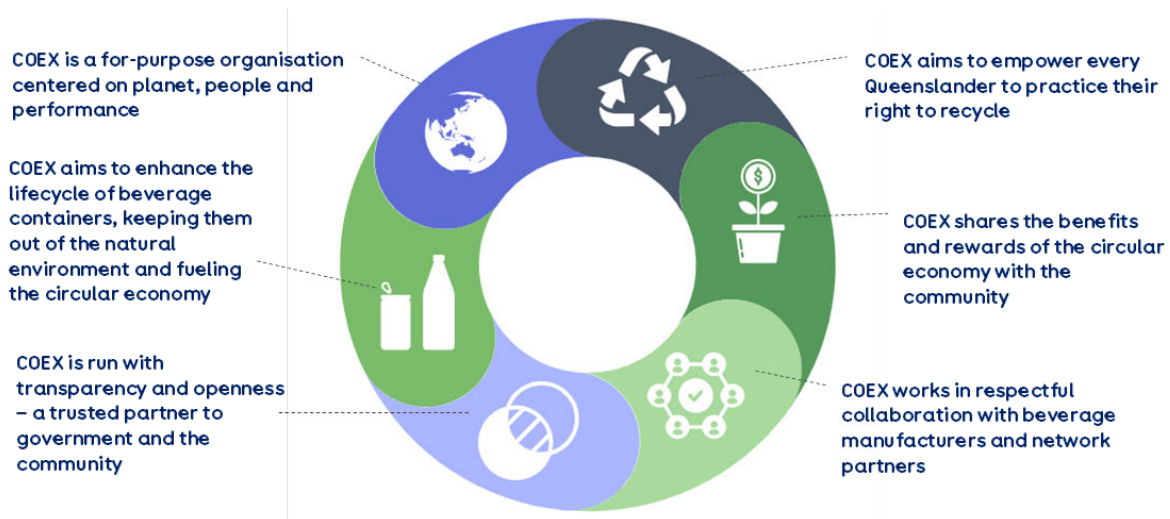 COEX is a for-purpose organisation
centered on planet, people and
performance
COEX aims to enhance the
lifecycle of beverage
containers, keeping them
out of the natural
environment and fueling
the circular economy
COEX is run with
transparency and openness
– a trusted partner to
government and the
community
COEX aims to empower every
Queenslander to practice their
right to recycle
$
COEX shares the benefits
and rewards of the circular
economy with the
community
COEX works in respectful
collaboration with beverage
manufacturers and network
partners